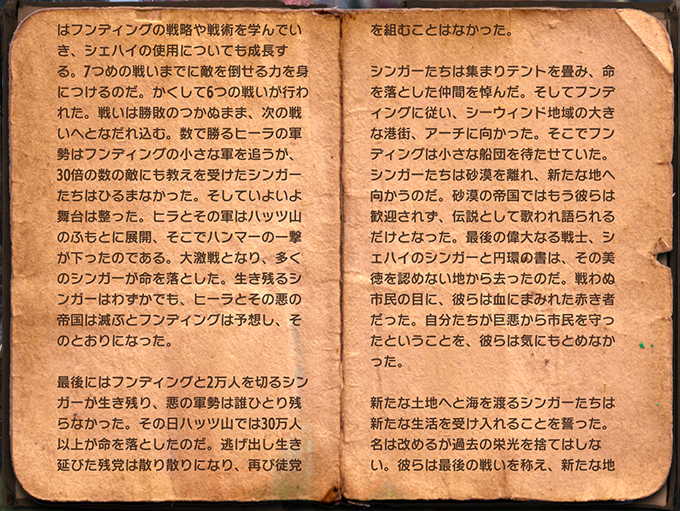 はフンディングの戦略や戦術を学んでい
き、シェハイの使用についても成長す
る。7つめの戦いまでに敵を倒せる力を身
につけるのだ。かくして6つの戦いが行わ
れた。戦いは勝敗のつかぬまま、次の戦
いへとなだれ込む。数で勝るヒーラの軍
勢はフンディングの小さな軍を追うが、
30倍の数の敵にも教えを受けたシンガー
たちはひるまなかった。そしていよいよ
舞台は整った。ヒラとその軍はハッツ山
のふもとに展開、そこでハンマーの一撃
が下ったのである。大激戦となり、多く
のシンガーが命を落とした。生き残るシ
ンガーはわずかでも、ヒーラとその悪の
帝国は滅ぶとフンディングは予想し、そ
のとおりになった。

最後にはフンディングと2万人を切るシン
ガーが生き残り、悪の軍勢は誰ひとり残
らなかった。その日ハッツ山では30万人
以上が命を落としたのだ。逃げ出し生き
延びた残党は散り散りになり、再び徒党
を組むことはなかった。

シンガーたちは集まりテントを畳み、命
を落とした仲間を悼んだ。そしてフンデ
ィングに従い、シーウィンド地域の大き
な港街、アーチに向かった。そこでフン
ディングは小さな船団を待たせていた。
シンガーたちは砂漠を離れ、新たな地へ
向かうのだ。砂漠の帝国ではもう彼らは
歓迎されず、伝説として歌われ語られる
だけとなった。最後の偉大なる戦士、シ
ェハイのシンガーと円環の書は、その美
徳を認めない地から去ったのだ。戦わぬ
市民の目に、彼らは血にまみれた赤き者
だった。自分たちが巨悪から市民を守っ
たということを、彼らは気にもとめなか
った。

新たな土地へと海を渡るシンガーたちは
新たな生活を受け入れることを誓った。
名は改めるが過去の栄光を捨てはしな
い。彼らは最後の戦いを称え、新たな地